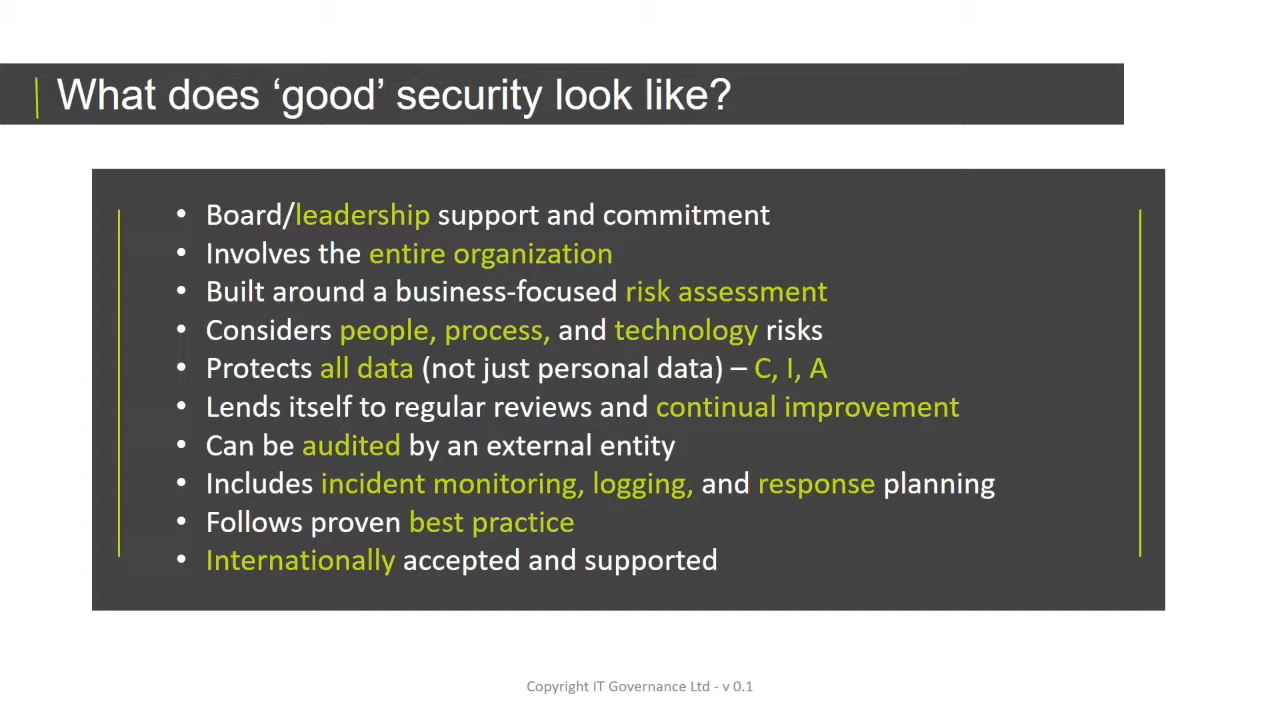 What does ‘good’ security look like?
• Board/leadership support and commitment
• Involves the entire organization
• Built around a business-focused risk assessment
• Considers people, process, and technology risks
• Protects all data (not just personal data) – C, I, A
• Lends itself to regular reviews and continual improvement
• Can be audited by an external entity
• Includes incident monitoring, logging, and response planning
• Follows proven best practice
• Internationally accepted and supported
Copyright IT Governance Ltd - v 0.1